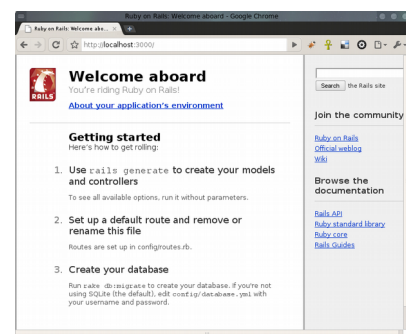 Ruby on Rails: Welcome aboard - Google Chrome
Ruby on Rails: Welcome abo...
http://localhost:3000/
RAILS
Welcome aboard
You're riding Ruby on Rails!
About your application's environment
Getting started
Here's how to get rolling:
1. Use rails generate to create your models
and controllers
To see all available options, run it without parameters.
2. Set up a default route and remove or
rename this file
Routes are set up in config/routes.rb.
3. Create your database
Run rake db:migrate to create your database. If you're not
using SQLite (the default), edit config/database.yml with
your username and password.
Search the Rails site
Join the community
Ruby on Rails
Official weblog
Wiki
Browse the
documentation
Rails API
Ruby standard library
Ruby core
Rails Guides